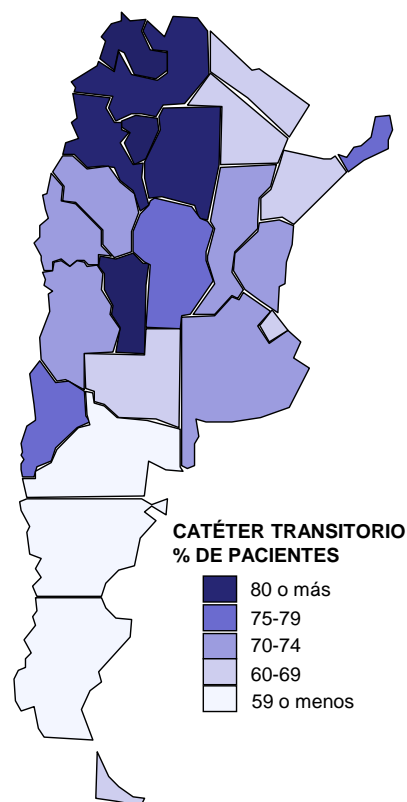 CATÉTER TRANSITORIO
% DE PACIENTES
80 o más
75-79
70-74
60-69
59 o menos